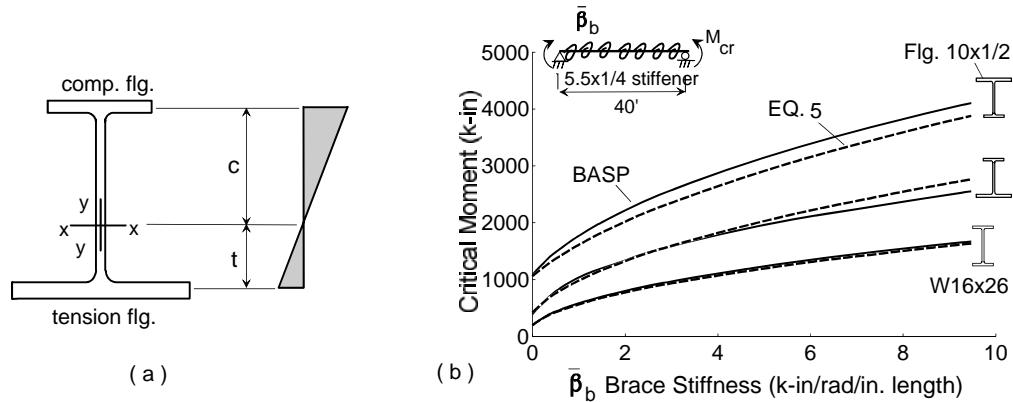 comp. flg.
c
y
x
x
y
t
tension flg.
( a )
β̄b
Mcr
5.5x1/4 stiffener
40'
Flg. 10x1/2
EQ. 5
BASP
W16x26
Critical Moment (k-in)
5000
4000
3000
2000
1000
0
0 2 4 6 8 10
( b )
β̄b Brace Stiffness (k-in/rad/in. length)